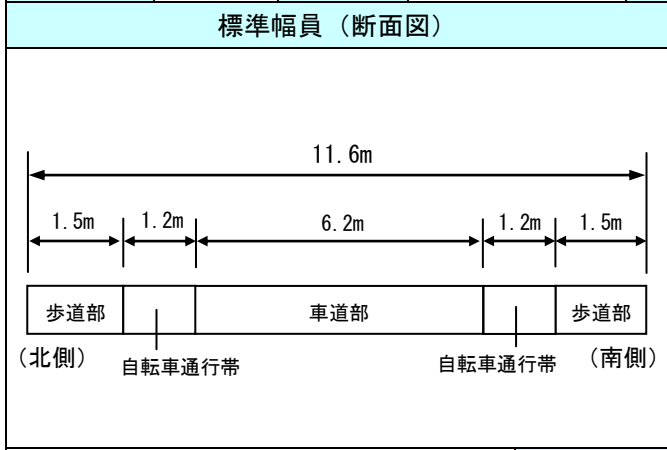 標準幅員（断面図）
11.6m
1.5m 1.2m 6.2m 1.2m 1.5m
歩道部 車道部 歩道部
（北側） 自転車通行帯 自転車通行帯 （南側）